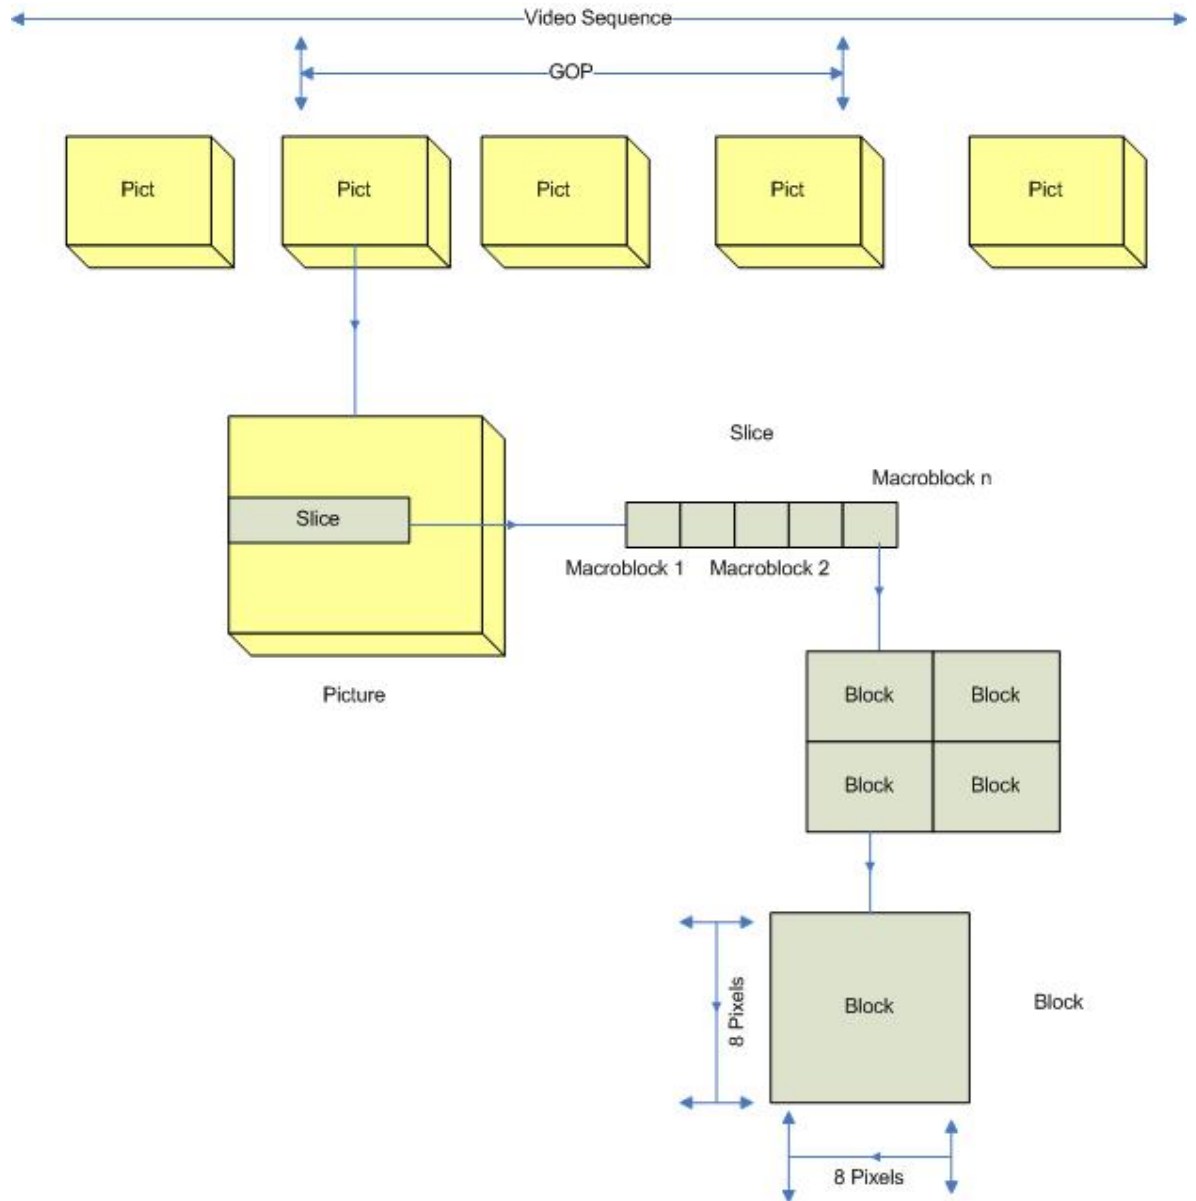 Video Sequence
GOP
Pict
Pict
Pict
Pict
Pict
Slice
Macroblock n
Slice
Macroblock 1
Macroblock 2
Picture
Block
Block
Block
Block
8 Pixels
Block
Block
8 Pixels